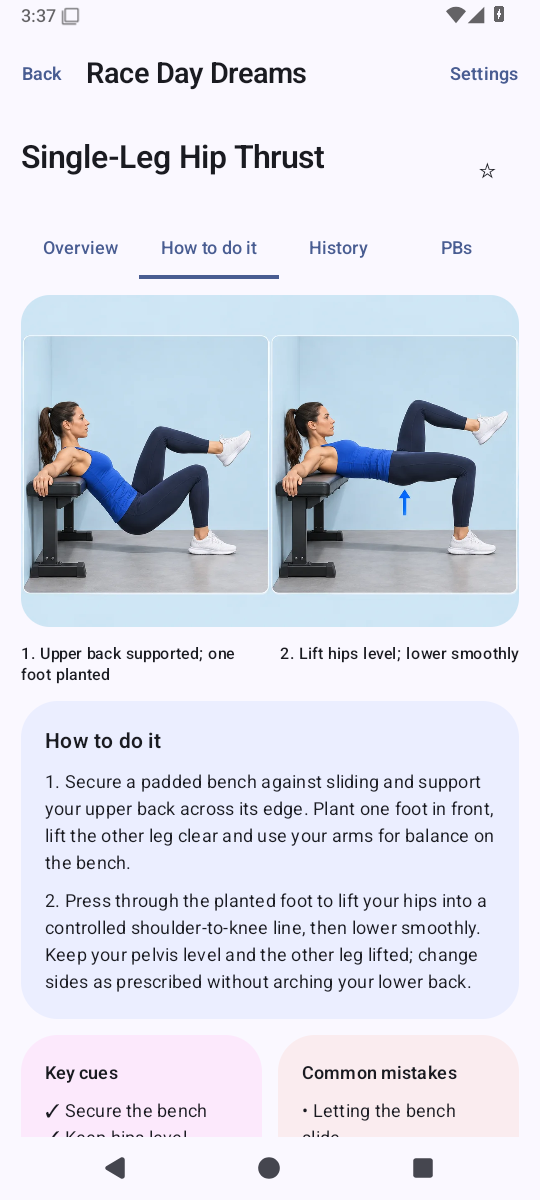 3:37
Back
Race Day Dreams
Settings
Single-Leg Hip Thrust
Overview
How to do it
History
PBs
1. Upper back supported; one
foot planted
2. Lift hips level; lower smoothly
How to do it
1. Secure a padded bench against sliding and support
your upper back across its edge. Plant one foot in front,
lift the other leg clear and use your arms for balance on
the bench.
2. Press through the planted foot to lift your hips into a
controlled shoulder-to-knee line, then lower smoothly.
Keep your pelvis level and the other leg lifted; change
sides as prescribed without arching your lower back.
Key cues
✓ Secure the bench
✓ Keep hips level
Common mistakes
• Letting the bench
slide